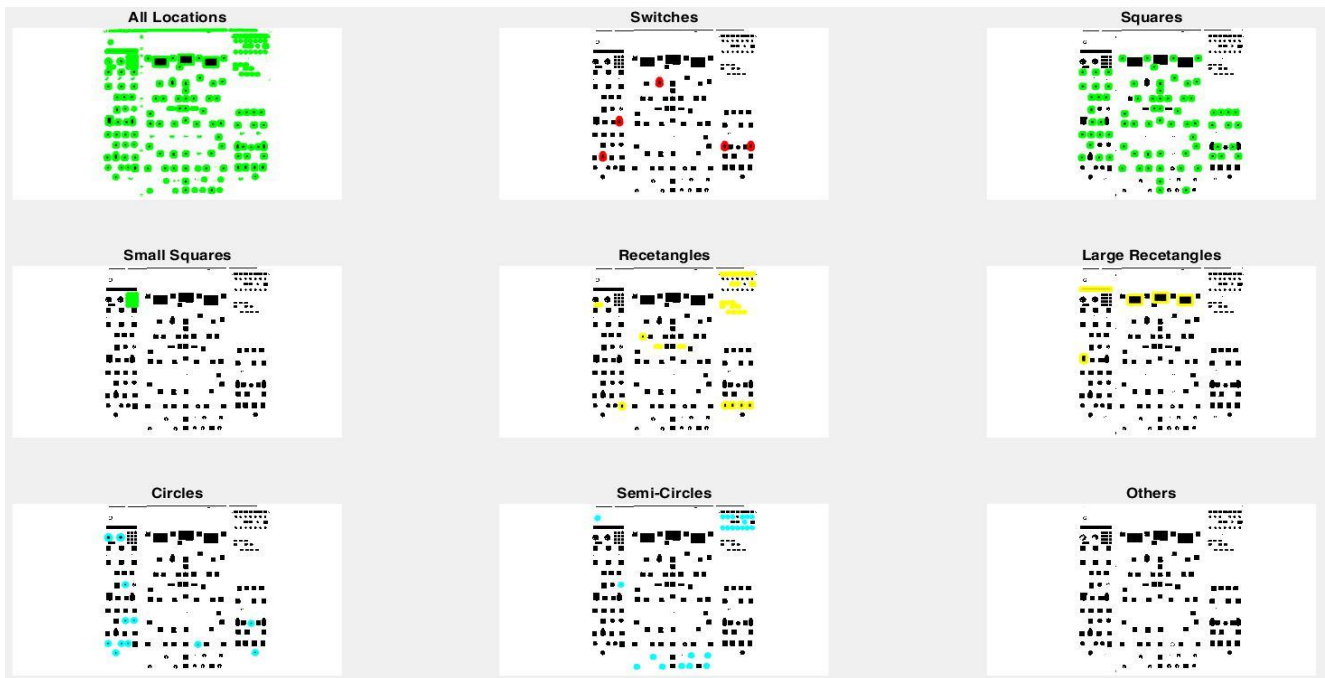 All Locations
Switches
Squares
Small Squares
Recetangles
Large Recetangles
Circles
Semi-Circles
Others